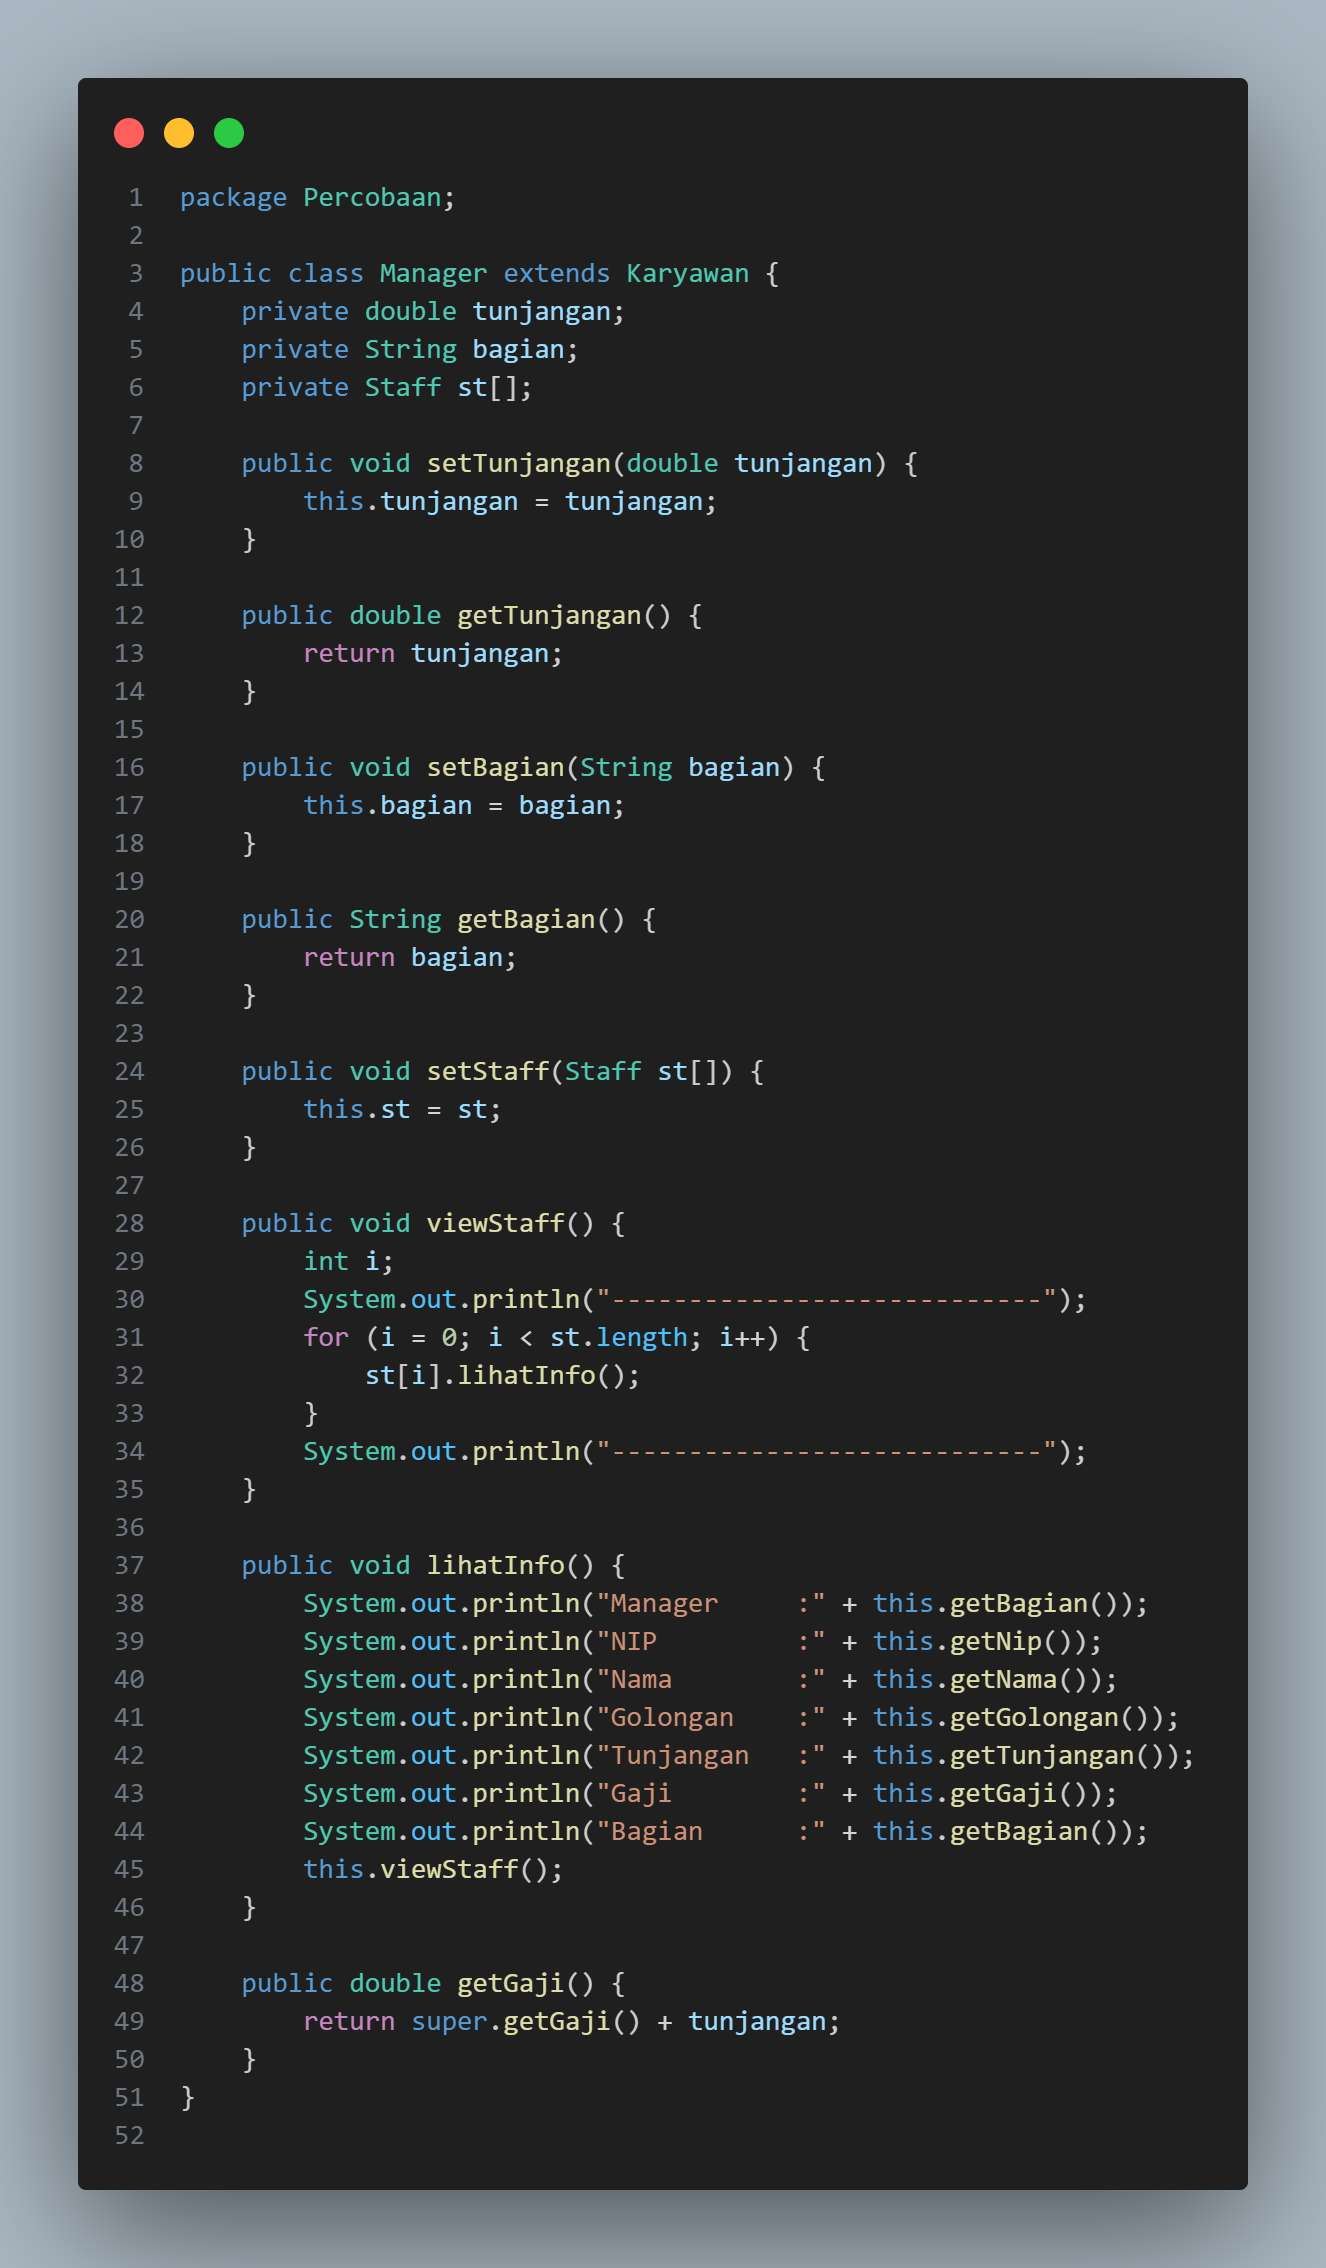 1 package Percobaan;
2
3 public class Manager extends Karyawan {
4     private double tunjangan;
5     private String bagian;
6     private Staff st[];
7
8     public void setTunjangan(double tunjangan) {
9         this.tunjangan = tunjangan;
10     }
11
12     public double getTunjangan() {
13         return tunjangan;
14     }
15
16     public void setBagian(String bagian) {
17         this.bagian = bagian;
18     }
19
20     public String getBagian() {
21         return bagian;
22     }
23
24     public void setStaff(Staff st[]) {
25         this.st = st;
26     }
27
28     public void viewStaff() {
29         int i;
30         System.out.println("----------------------------");
31         for (i = 0; i < st.length; i++) {
32             st[i].lihatInfo();
33         }
34         System.out.println("----------------------------");
35     }
36
37     public void lihatInfo() {
38         System.out.println("Manager     :" + this.getBagian());
39         System.out.println("NIP         :" + this.getNip());
40         System.out.println("Nama        :" + this.getNama());
41         System.out.println("Golongan    :" + this.getGolongan());
42         System.out.println("Tunjangan   :" + this.getTunjangan());
43         System.out.println("Gaji        :" + this.getGaji());
44         System.out.println("Bagian      :" + this.getBagian());
45         this.viewStaff();
46     }
47
48     public double getGaji() {
49         return super.getGaji() + tunjangan;
50     }
51 }
52